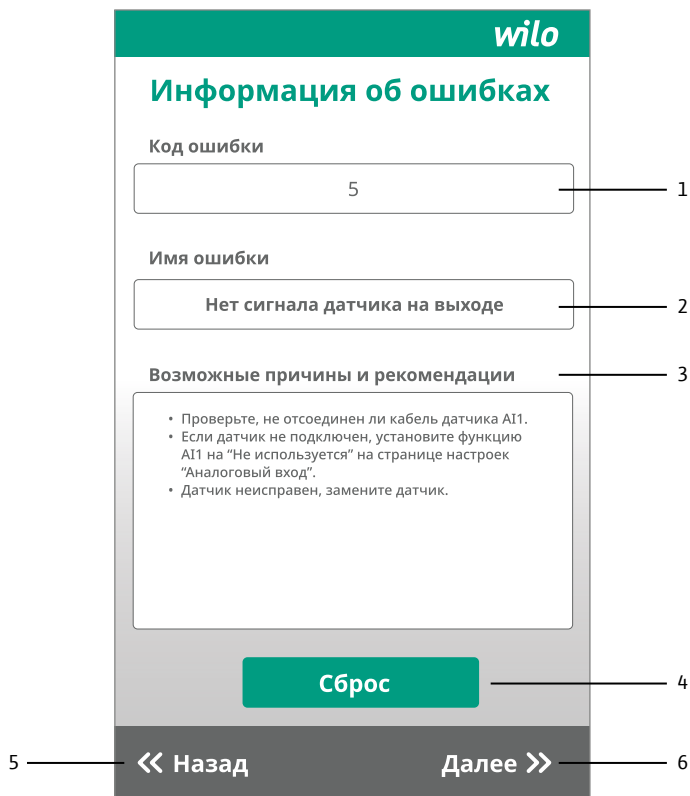 wilo
Информация об ошибках
Код ошибки
5
1
Имя ошибки
Нет сигнала датчика на выходе
2
Возможные причины и рекомендации
3
• Проверьте, не отсоединен ли кабель датчика AI1.
• Если датчик не подключен, установите функцию
AI1 на “Не используется” на странице настроек
“Аналоговый вход”.
• Датчик неисправен, замените датчик.
Сброс
4
5
Назад
Далее
6